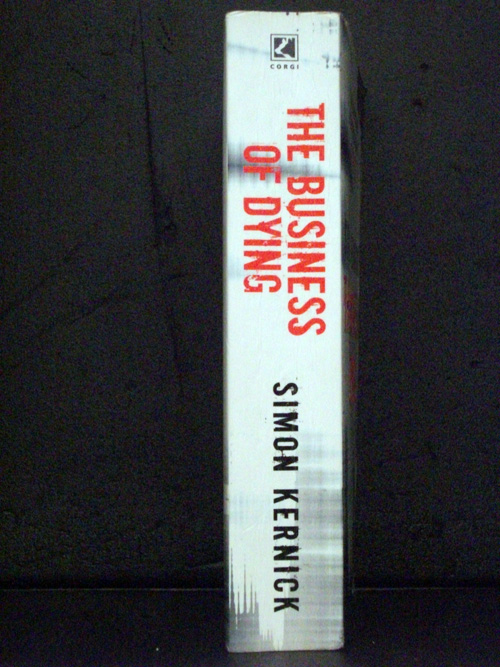 CORGI
THE BUSINESS
OF DYING
SIMON KERNICK